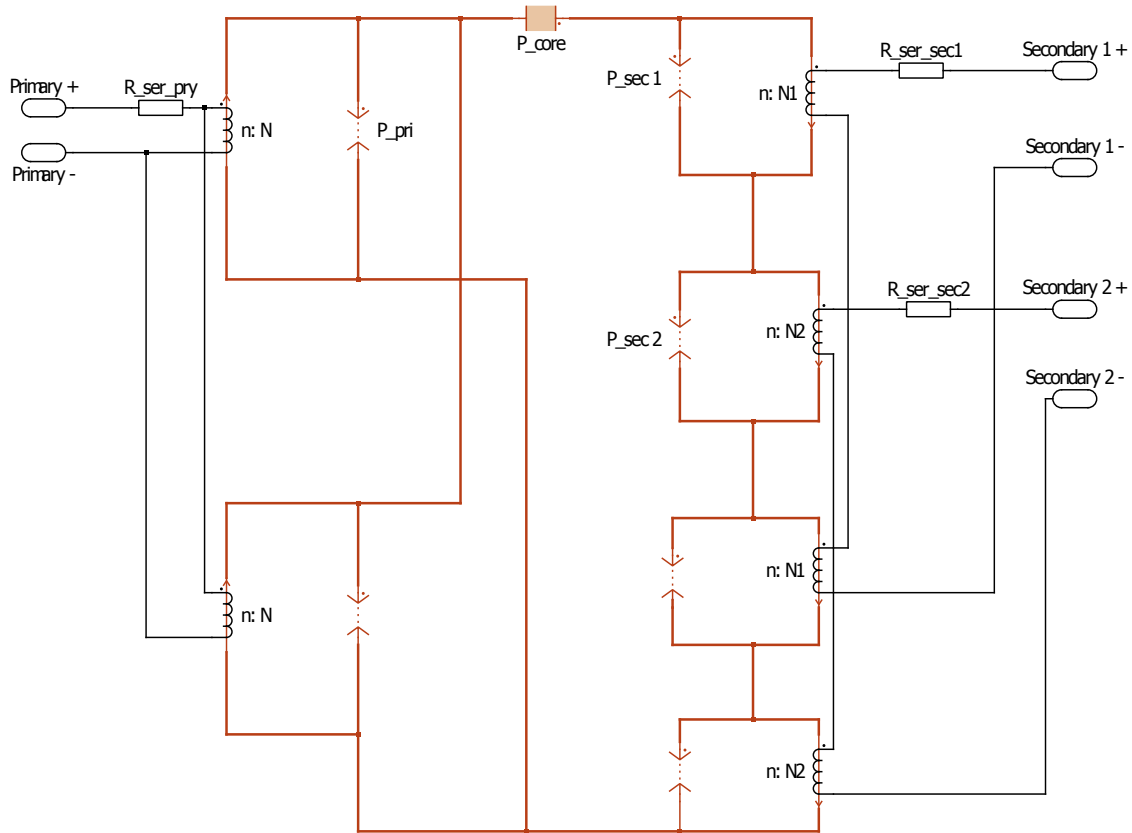 P_core
R_ser_sec1
Secondary 1 +
P_sec 1
Primary +
R_ser_pry
n: N1
n: N
P_pri
Secondary 1 -
Primary -
R_ser_sec2
Secondary 2 +
P_sec 2
n: N2
Secondary 2 -
n: N1
n: N
n: N2